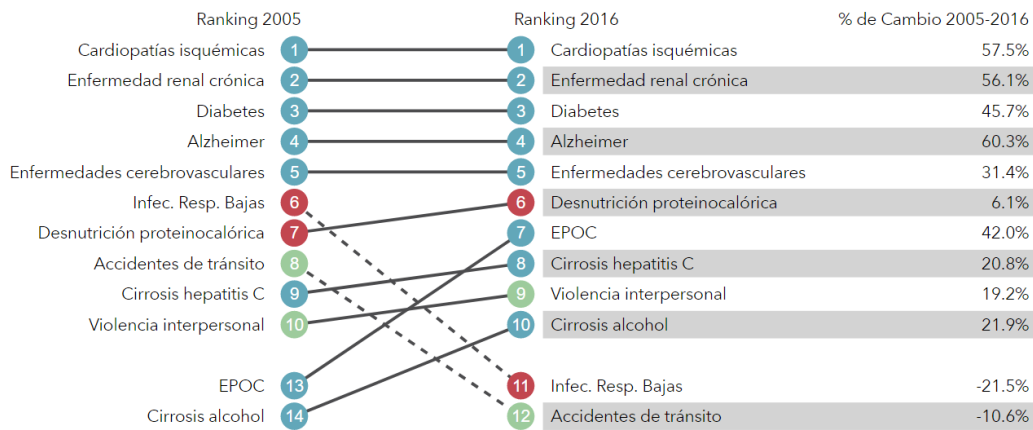 Ranking 2005 Ranking 2016 % de Cambio 2005-2016
Cardiopatías isquémicas 1 1 Cardiopatías isquémicas 57.5%
Enfermedad renal crónica 2 2 Enfermedad renal crónica 56.1%
Diabetes 3 3 Diabetes 45.7%
Alzheimer 4 4 Alzheimer 60.3%
Enfermedades cerebrovasculares 5 5 Enfermedades cerebrovasculares 31.4%
Infec. Resp. Bajas 6 6 Desnutrición proteinocalórica 6.1%
Desnutrición proteinocalórica 7 7 EPOC 42.0%
Accidentes de tránsito 8 8 Cirrosis hepatitis C 20.8%
Cirrosis hepatitis C 9 9 Violencia interpersonal 19.2%
Violencia interpersonal 10 10 Cirrosis alcohol 21.9%
EPOC 13 11 Infec. Resp. Bajas -21.5%
Cirrosis alcohol 14 12 Accidentes de tránsito -10.6%